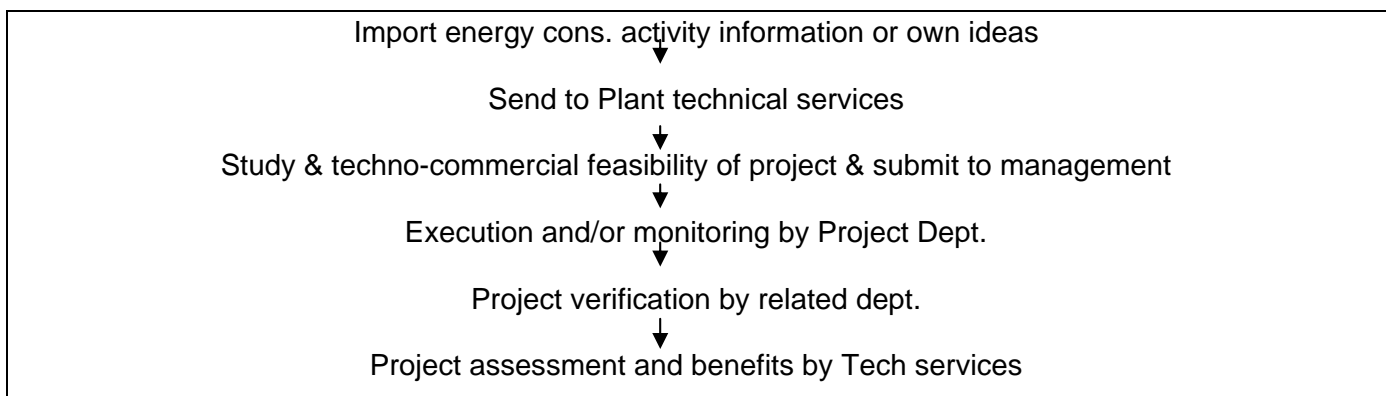 Import energy cons. activity information or own ideas
Send to Plant technical services
Study & techno-commercial feasibility of project & submit to management
Execution and/or monitoring by Project Dept.
Project verification by related dept.
Project assessment and benefits by Tech services